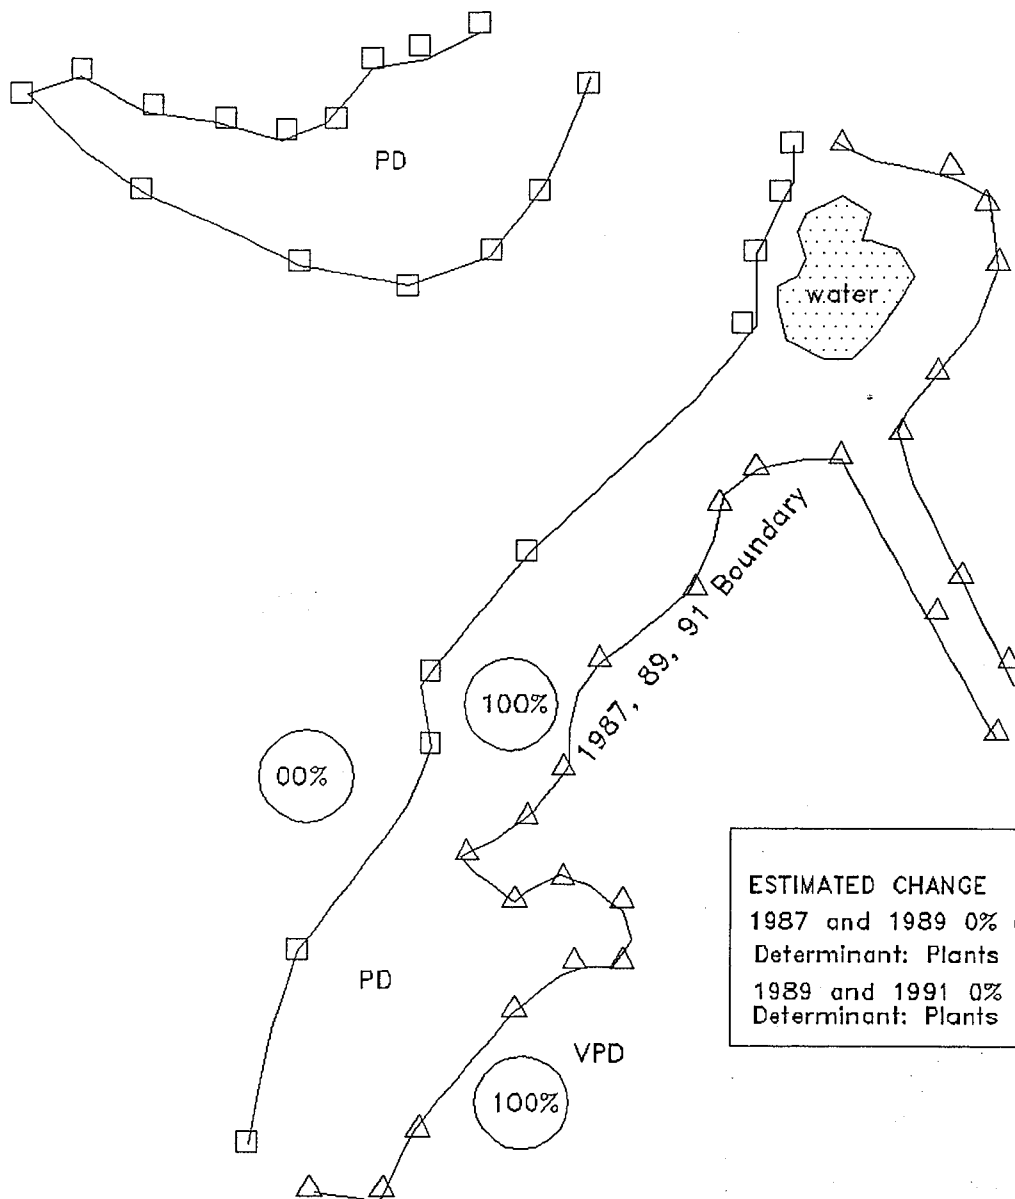 PD
water
1987, 89, 91 Boundary
100%
00%
ESTIMATED CHANGE
1987 and 1989 0%
Determinant: Plants
1989 and 1991 0%
Determinant: Plants
PD
VPD
100%